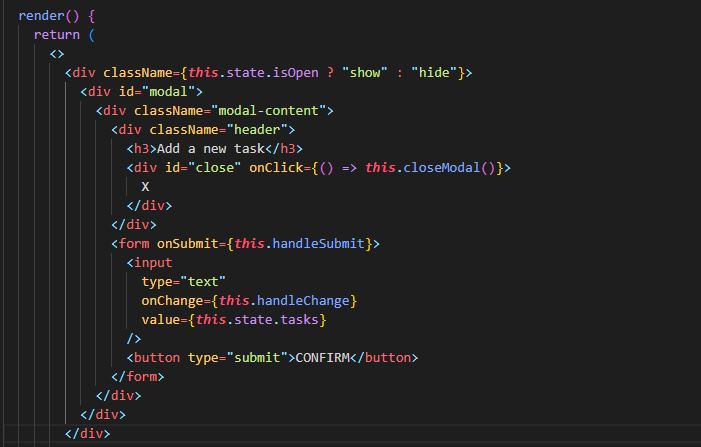 render() {
  return (
    <>
      <div className={this.state.isOpen ? "show" : "hide"}>
        <div id="modal">
          <div className="modal-content">
            <div className="header">
              <h3>Add a new task</h3>
              <div id="close" onClick={() => this.closeModal()}>
                X
              </div>
            </div>
            <form onSubmit={this.handleSubmit}>
              <input
                type="text"
                onChange={this.handleChange}
                value={this.state.tasks}
              />
              <button type="submit">CONFIRM</button>
            </form>
          </div>
        </div>
      </div>